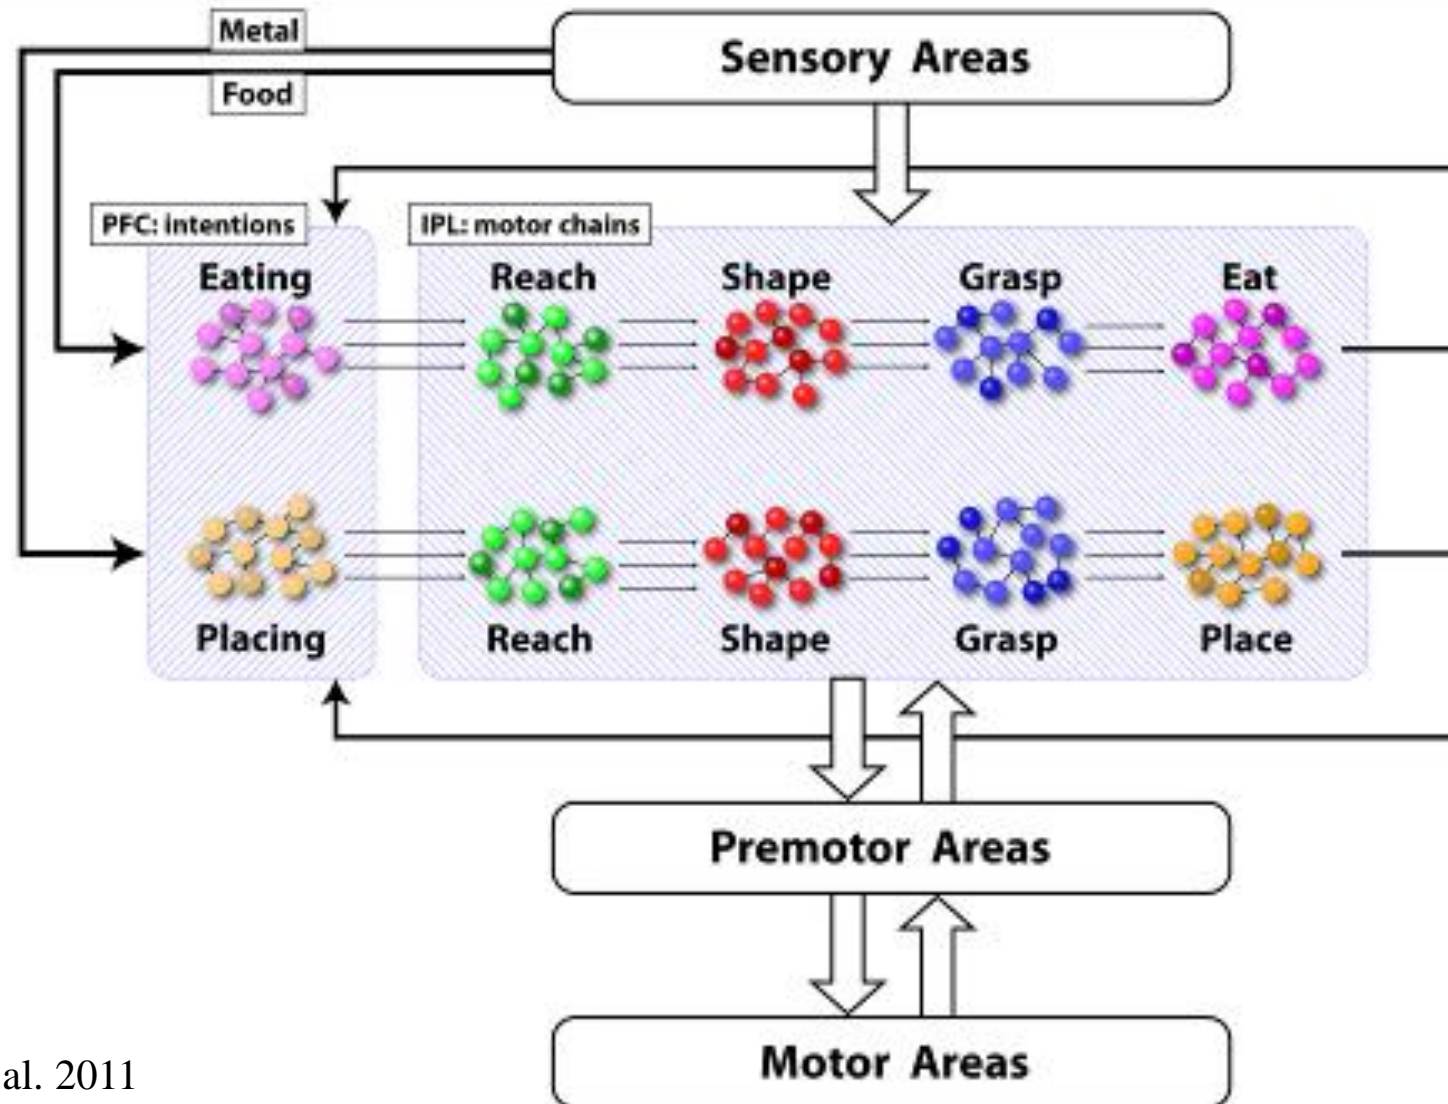 Metal
Sensory Areas
Food
PFC: intentions
IPL: motor chains
Eating
Reach
Shape
Grasp
Eat
Placing
Reach
Shape
Grasp
Place
Premotor Areas
Motor Areas
al. 2011